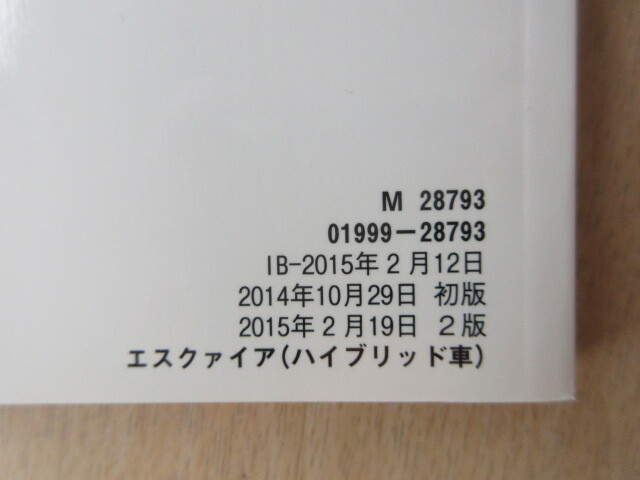 M 28793
01999-28793
IB-2015年2月12日
2014年10月29日 初版
2015年2月19日 2版
エスクァイア(ハイブリッド車)